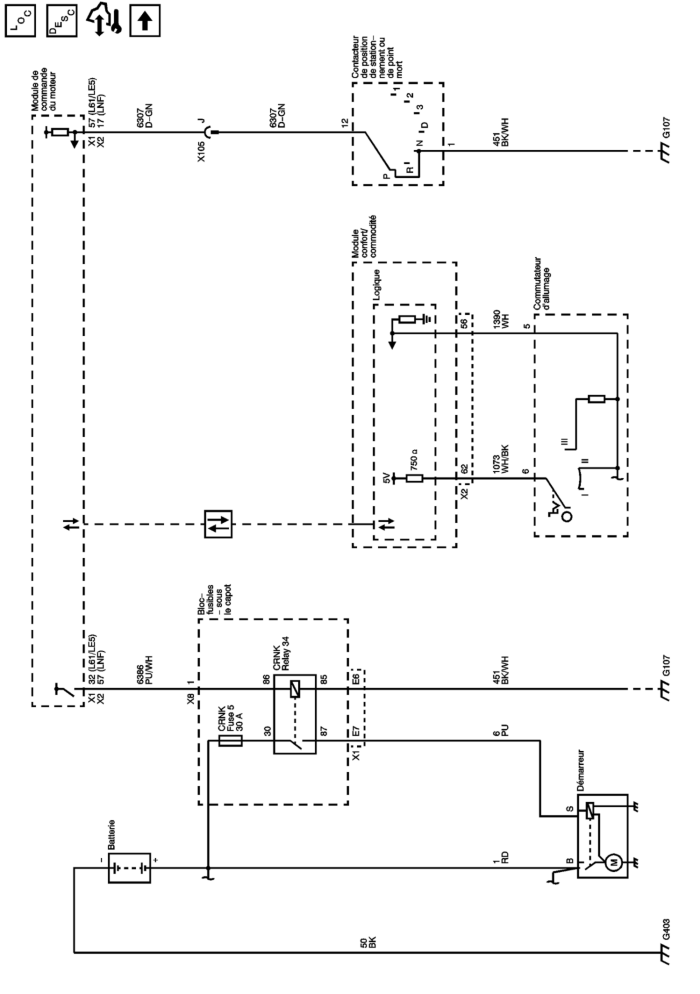 LOC
DESC
Module de
commande
du moteur
57 (L61/LE5)
17 (LNF)
X1
X2
6307
D-GN
J
X105
6307
D-GN
12
Contacteur
de position
de station-
nement ou
de point
mort
P
R
N
D
3
2
1
1
451
BK/WH
G107
Module
confort/
commodité
Logique
5V
750 Ω
X2
62
56
1073
WH/BK
1390
WH
6
5
Commutateur
d'allumage
O
I
II
III
32 (L61/LE5)
57 (LNF)
X1
X2
6386
PU/WH
X8
1
Bloc-
fusibles
- sous
le capot
CRNK
Fuse 5
30 A
CRNK
Relay 34
30
86
87
85
X1
E7
E6
6
PU
451
BK/WH
G107
Batterie
-
+
1
RD
Démarreur
B
S
M
50
BK
G403